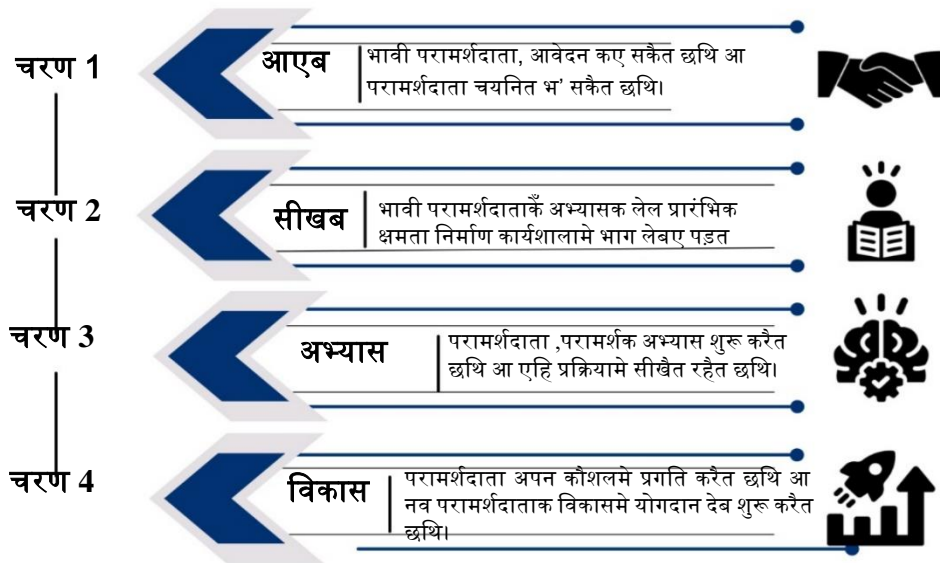 चरण 1
आएब
भावी परामर्शदाता, आवेदन कए सकैत छथि आ
परामर्शदाता चयनित भ' सकैत छथि।
चरण 2
सीखब
भावी परामर्शदाताकेँ अभ्यासक लेल प्रारंभिक
क्षमता निर्माण कार्यशालामे भाग लेबए पड़त
चरण 3
अभ्यास
परामर्शदाता ,परामर्शक अभ्यास शुरू करैत
छथि आ एहि प्रक्रियामे सीखैत रहैत छथि।
चरण 4
विकास
परामर्शदाता अपन कौशलमे प्रगति करैत छथि आ
नव परामर्शदाताक विकासमे योगदान देब शुरू करैत
छथि।